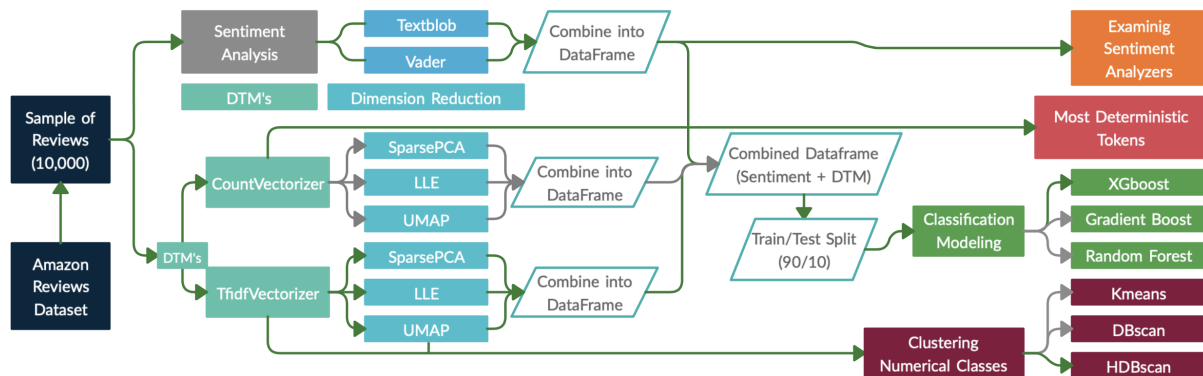 Sentiment
Analysis
Textblob
Vader
Combine into
DataFrame
Examinig
Sentiment
Analyzers
DTM's
Dimension Reduction
Sample of
Reviews
(10,000)
Most Deterministic
Tokens
CountVectorizer
SparsePCA
LLE
UMAP
Combine into
DataFrame
Combined Dataframe
(Sentiment + DTM)
XGboost
Gradient Boost
Random Forest
Classification
Modeling
Train/Test Split
(90/10)
Amazon
Reviews
Dataset
DTM's
TfidfVectorizer
SparsePCA
LLE
UMAP
Combine into
DataFrame
Clustering
Numerical Classes
Kmeans
DBscan
HDBscan